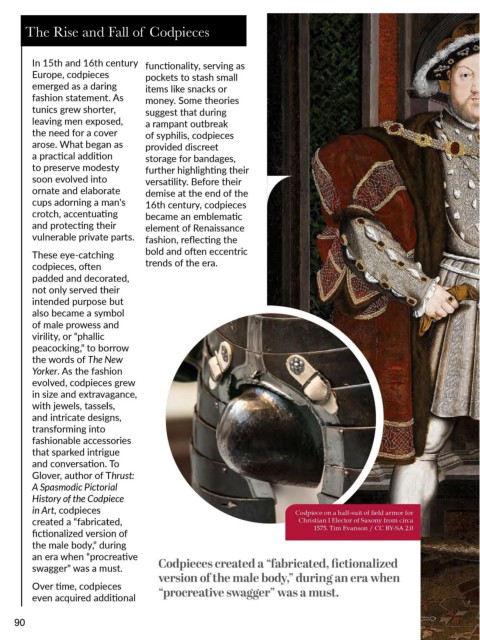 The Rise and Fall of Codpieces
In 15th and 16th century
Europe, codpieces
emerged as a daring
fashion statement. As
tunics grew shorter,
leaving men exposed,
the need for a cover
arose. What began as
a practical addition
to preserve modesty
soon evolved into
ornate and elaborate
cups adorning a man's
crotch, accentuating
and protecting their
vulnerable private parts.
These eye-catching
codpieces, often
padded and decorated,
not only served their
intended purpose but
also became a symbol
of male prowess and
virility, or "phallic
peacocking," to borrow
the words of The New
Yorker. As the fashion
evolved, codpieces grew
in size and extravagance,
with jewels, tassels,
and intricate designs,
transforming into
fashionable accessories
that sparked intrigue
and conversation. To
Glover, author of Thrust:
A Spasmodic Pictorial
History of the Codpiece
in Art, codpieces
created a "fabricated,
fictionalized version of
the male body," during
an era when "procreative
swagger" was a must.
Over time, codpieces
even acquired additional
functionality, serving as
pockets to stash small
items like snacks or
money. Some theories
suggest that during
a rampant outbreak
of syphilis, codpieces
provided discreet
storage for bandages,
further highlighting their
versatility. Before their
demise at the end of the
16th century, codpieces
became an emblematic
element of Renaissance
fashion, reflecting the
bold and often eccentric
trends of the era.
Codpiece on a half-suit of field armor for
Christian I Elector of Saxony from circa
1575. Tim Evanson / CC BY-SA 2.0
Codpieces created a “fabricated, fictionalized
version of the male body,” during an era when
“procreative swagger” was a must.
90